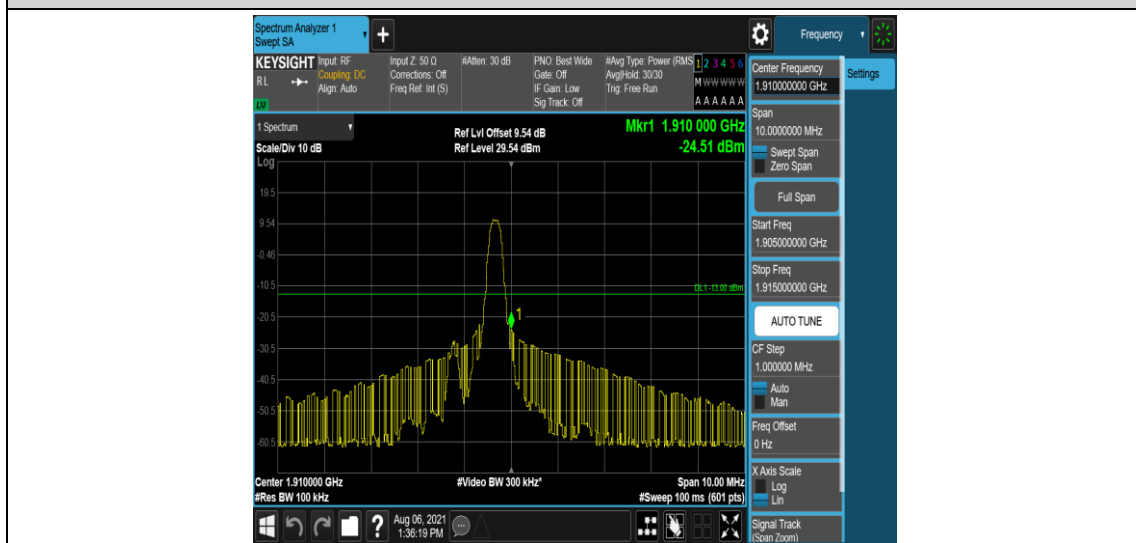 Spectrum Analyzer 1
Swept SA
+
Frequency
KEYSIGHT
RL
LXI
Input: RF
Coupling: DC
Align: Auto
Input Z: 50 Ω
Corrections: Off
Freq Ref: Int (S)
#Atten: 30 dB
PNO: Best Wide
Gate: Off
IF Gain: Low
Sig Track: Off
#Avg Type: Power (RMS
Avg|Hold: 30/30
Trig: Free Run
1 2 3 4 5 6
M W W W W W
A A A A A A
1 Spectrum
Scale/Div 10 dB
Log
Ref Lvl Offset 9.54 dB
Ref Level 29.54 dBm
Mkr1 1.910 000 GHz
-24.51 dBm
19.5
9.54
-0.46
-10.5
DL1 -13.00 dBm
-20.5
1
-30.5
-40.5
-50.5
-60.5
Center 1.910000 GHz
#Video BW 300 kHz*
Span 10.00 MHz
#Res BW 100 kHz
#Sweep 100 ms (601 pts)
Center Frequency
1.910000000 GHz
Settings
Span
10.0000000 MHz
Swept Span
Zero Span
Full Span
Start Freq
1.905000000 GHz
Stop Freq
1.915000000 GHz
AUTO TUNE
CF Step
1.000000 MHz
Auto
Man
Freq Offset
0 Hz
X Axis Scale
Log
Lin
Signal Track
(Span Zoom)
?
Aug 06, 2021
1:36:19 PM